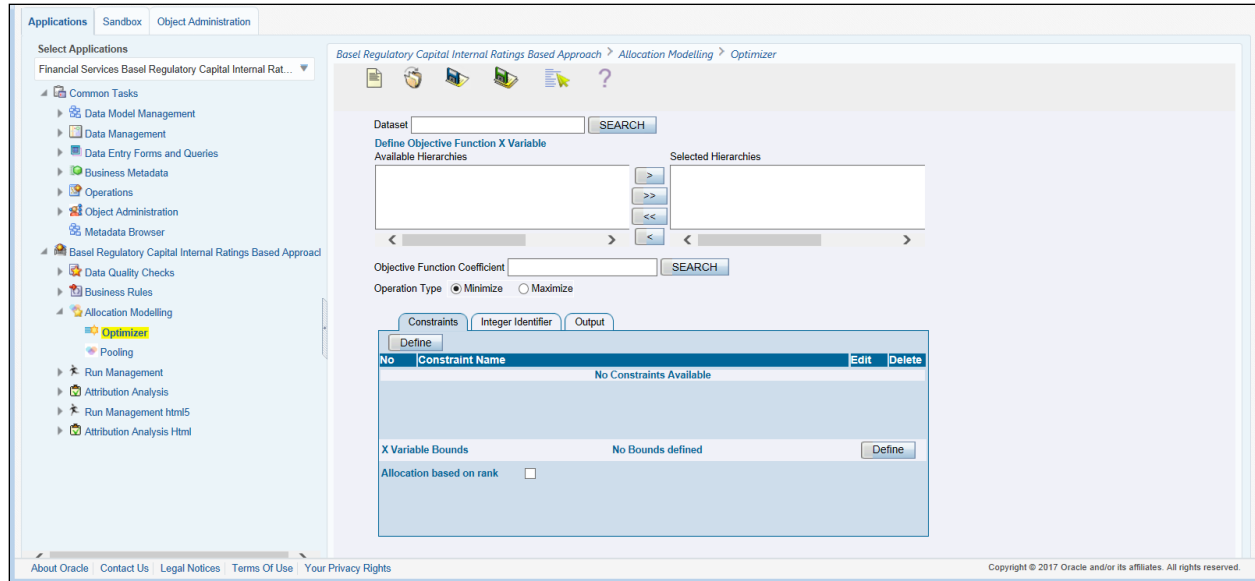 Applications Sandbox Object Administration
Select Applications
Financial Services Basel Regulatory Capital Internal Rat...
Common Tasks
Data Model Management
Data Management
Data Entry Forms and Queries
Business Metadata
Operations
Object Administration
Metadata Browser
Basel Regulatory Capital Internal Ratings Based Approacl
Data Quality Checks
Business Rules
Allocation Modelling
Optimizer
Pooling
Run Management
Attribution Analysis
Run Management html5
Attribution Analysis Html
Basel Regulatory Capital Internal Ratings Based Approach > Allocation Modelling > Optimizer
?
Dataset SEARCH
Define Objective Function X Variable
Available Hierarchies Selected Hierarchies
>
>>
<<
<
Objective Function Coefficient SEARCH
Operation Type Minimize Maximize
Constraints Integer Identifier Output
Define
No Constraint Name Edit Delete
No Constraints Available
X Variable Bounds No Bounds defined Define
Allocation based on rank
About Oracle Contact Us Legal Notices Terms Of Use Your Privacy Rights
Copyright © 2017 Oracle and/or its affiliates. All rights reserved.